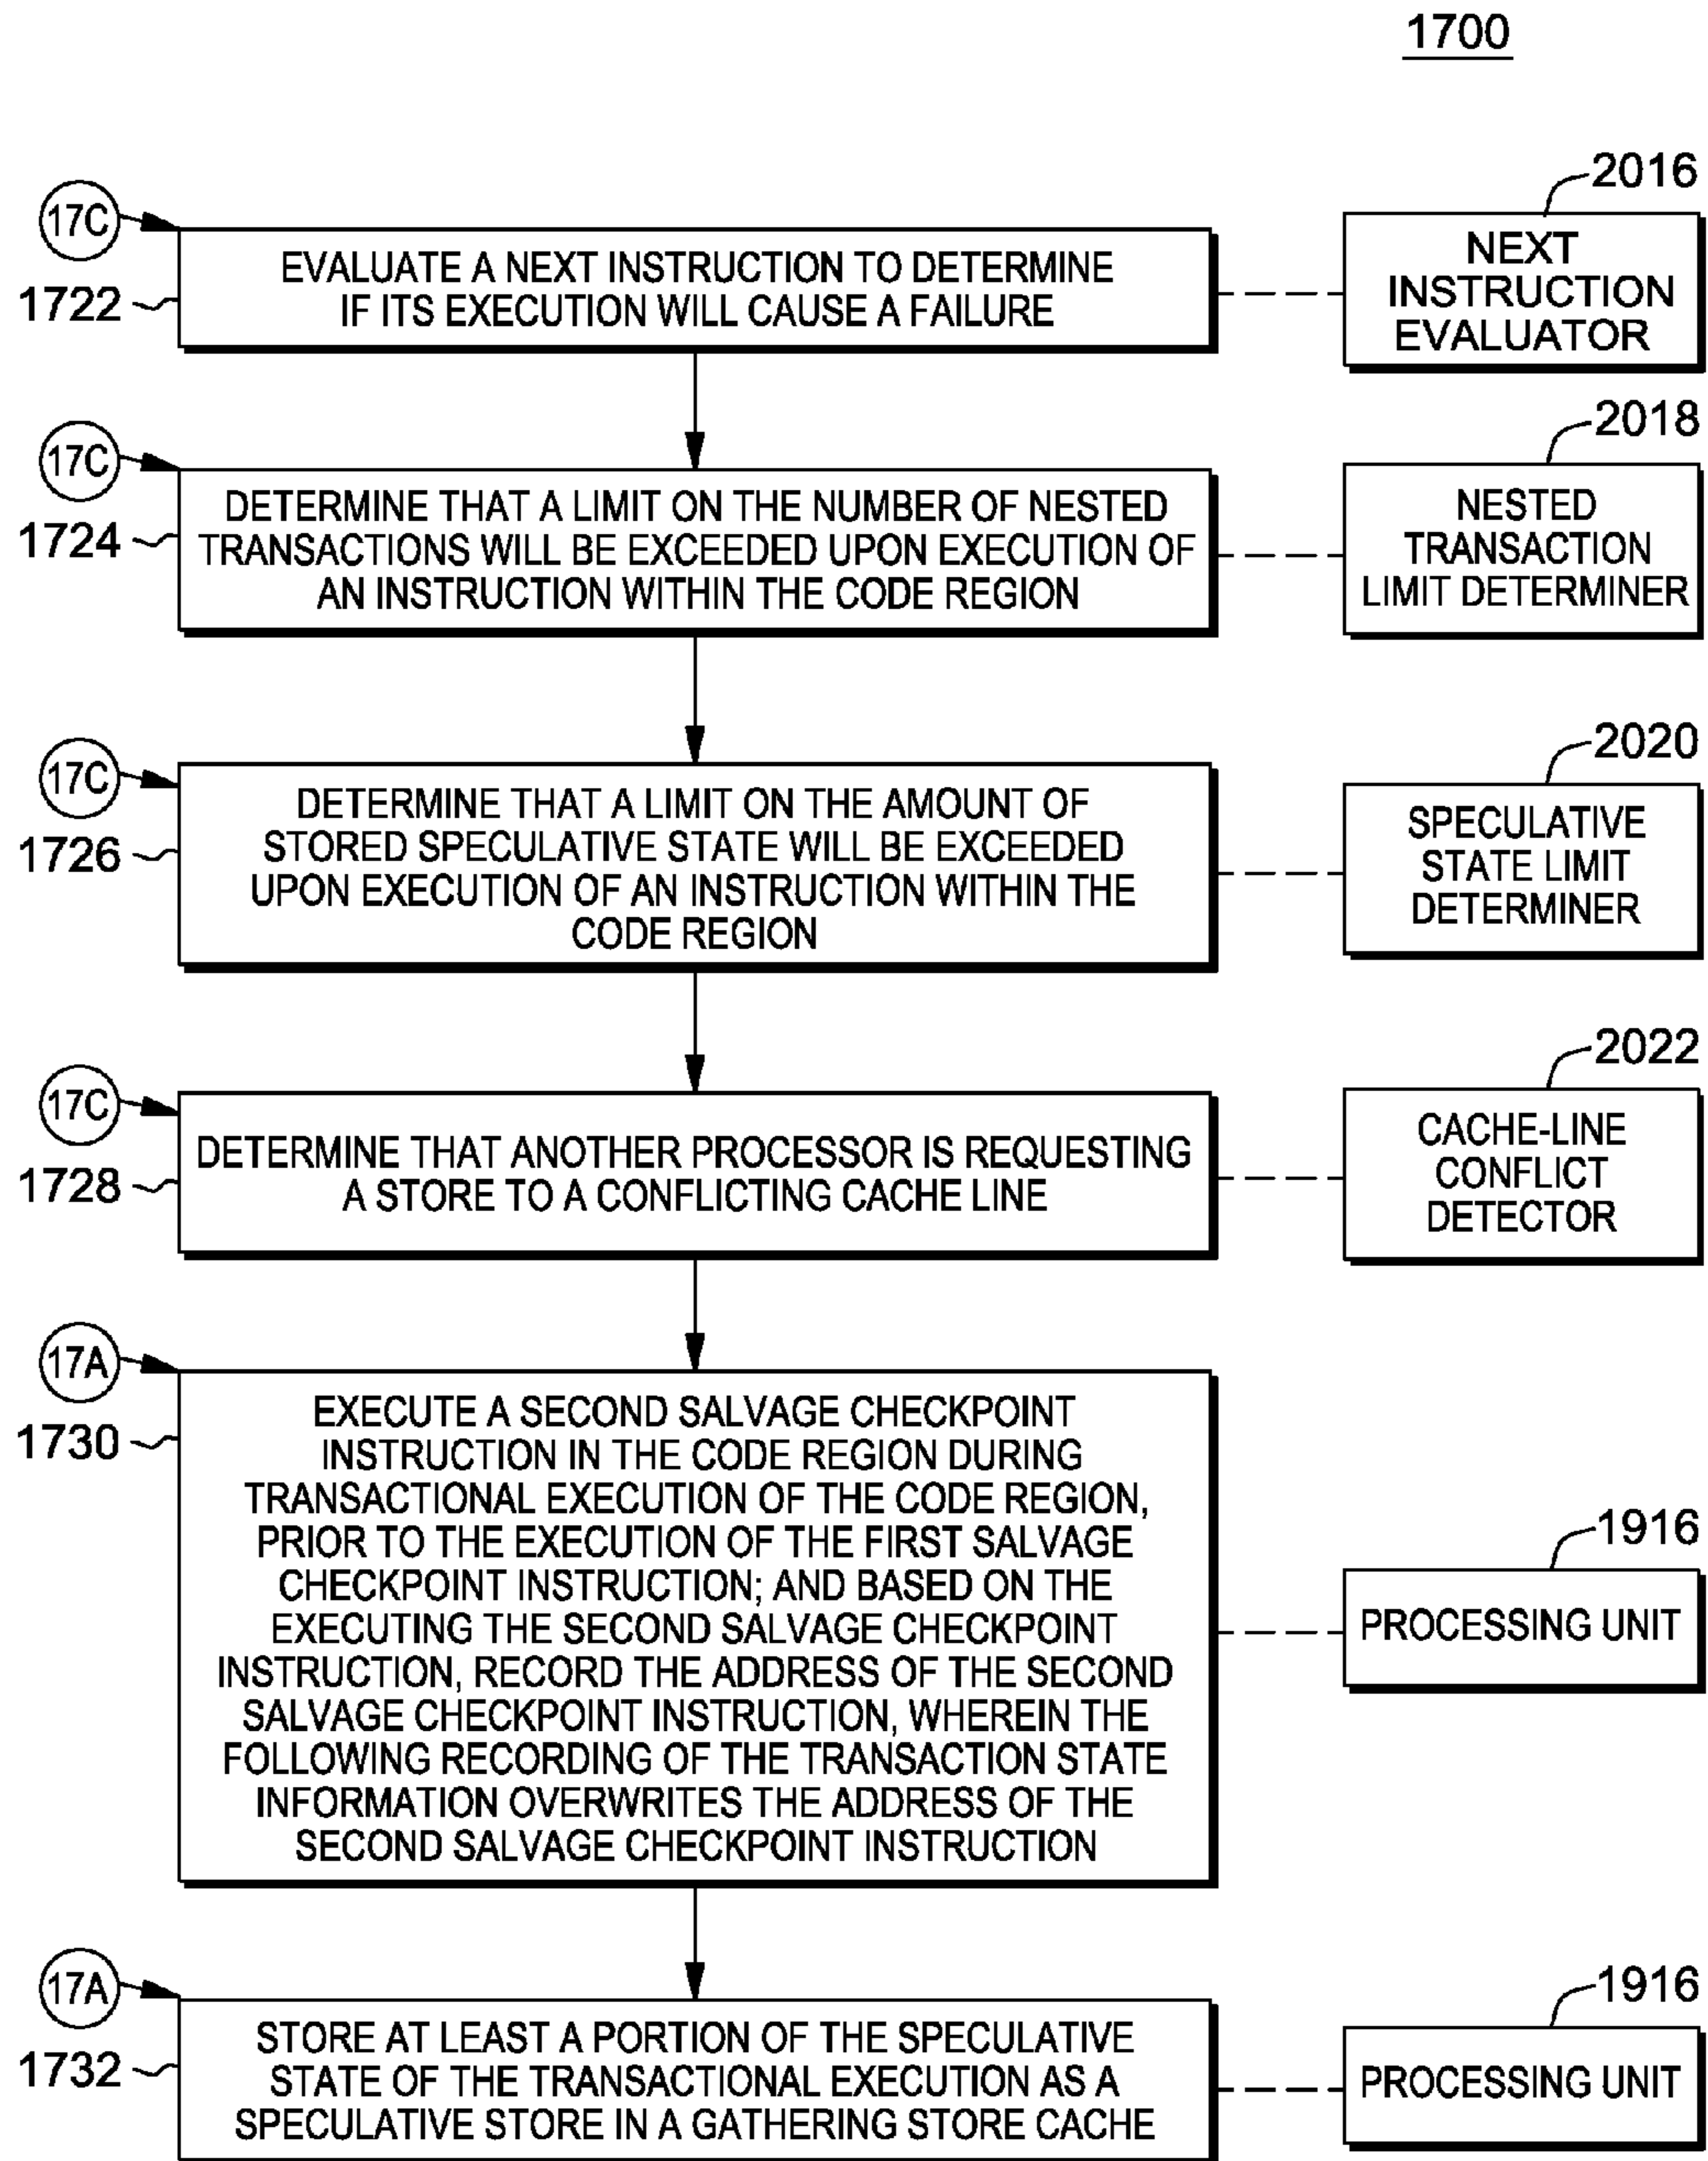 1700
17C
1722
EVALUATE A NEXT INSTRUCTION TO DETERMINE
IF ITS EXECUTION WILL CAUSE A FAILURE
2016
NEXT
INSTRUCTION
EVALUATOR
17C
1724
DETERMINE THAT A LIMIT ON THE NUMBER OF NESTED
TRANSACTIONS WILL BE EXCEEDED UPON EXECUTION OF
AN INSTRUCTION WITHIN THE CODE REGION
2018
NESTED
TRANSACTION
LIMIT DETERMINER
17C
1726
DETERMINE THAT A LIMIT ON THE AMOUNT OF
STORED SPECULATIVE STATE WILL BE EXCEEDED
UPON EXECUTION OF AN INSTRUCTION WITHIN THE
CODE REGION
2020
SPECULATIVE
STATE LIMIT
DETERMINER
17C
1728
DETERMINE THAT ANOTHER PROCESSOR IS REQUESTING
A STORE TO A CONFLICTING CACHE LINE
2022
CACHE-LINE
CONFLICT
DETECTOR
17A
1730
EXECUTE A SECOND SALVAGE CHECKPOINT
INSTRUCTION IN THE CODE REGION DURING
TRANSACTIONAL EXECUTION OF THE CODE REGION,
PRIOR TO THE EXECUTION OF THE FIRST SALVAGE
CHECKPOINT INSTRUCTION; AND BASED ON THE
EXECUTING THE SECOND SALVAGE CHECKPOINT
INSTRUCTION, RECORD THE ADDRESS OF THE SECOND
SALVAGE CHECKPOINT INSTRUCTION, WHEREIN THE
FOLLOWING RECORDING OF THE TRANSACTION STATE
INFORMATION OVERWRITES THE ADDRESS OF THE
SECOND SALVAGE CHECKPOINT INSTRUCTION
1916
PROCESSING UNIT
17A
1732
STORE AT LEAST A PORTION OF THE SPECULATIVE
STATE OF THE TRANSACTIONAL EXECUTION AS A
SPECULATIVE STORE IN A GATHERING STORE CACHE
1916
PROCESSING UNIT